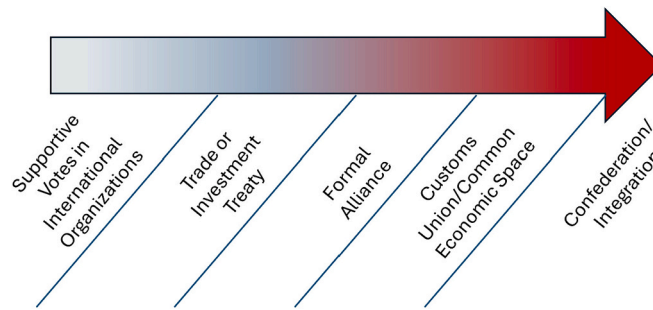 Supportive
Votes in
International
Organizations
Trade or
Investment
Treaty
Formal
Alliance
Customs
Union/Common
Economic Space
Confederation/
Integration